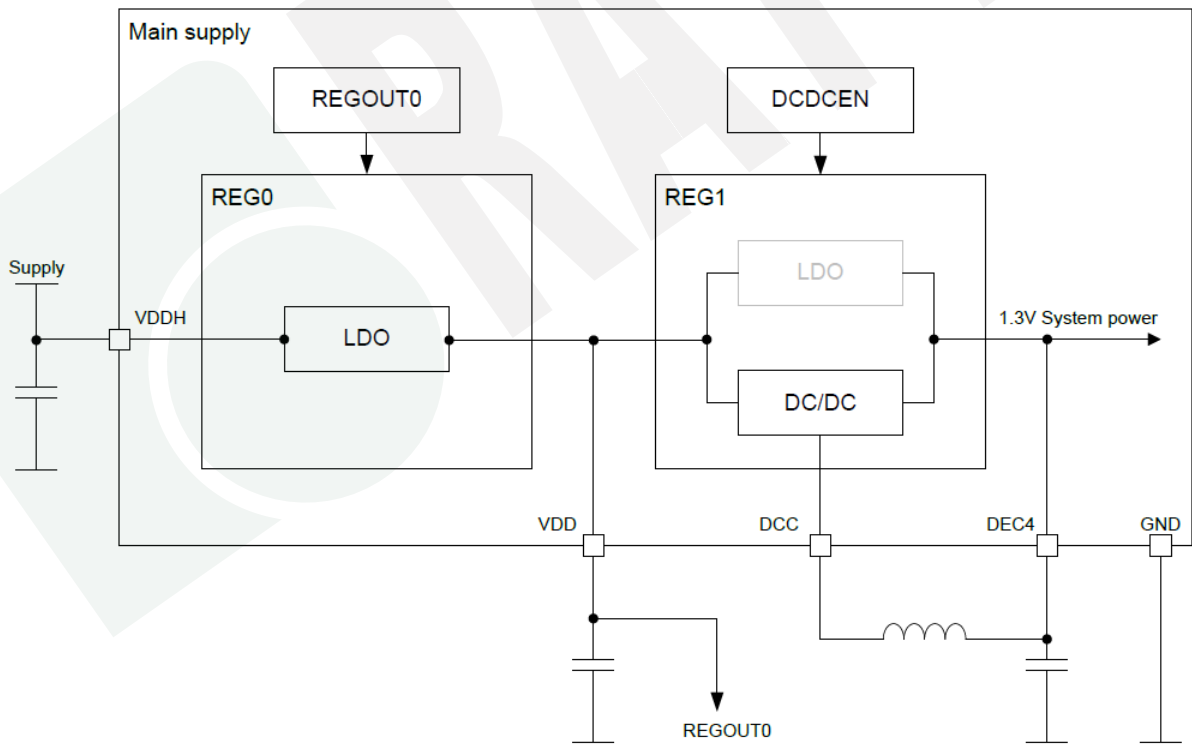 Main supply
REGOUT0
DCDCEN
REG0
REG1
LDO
Supply
VDDH
LDO
1.3V System power
DC/DC
VDD
DCC
DEC4
GND
REGOUT0